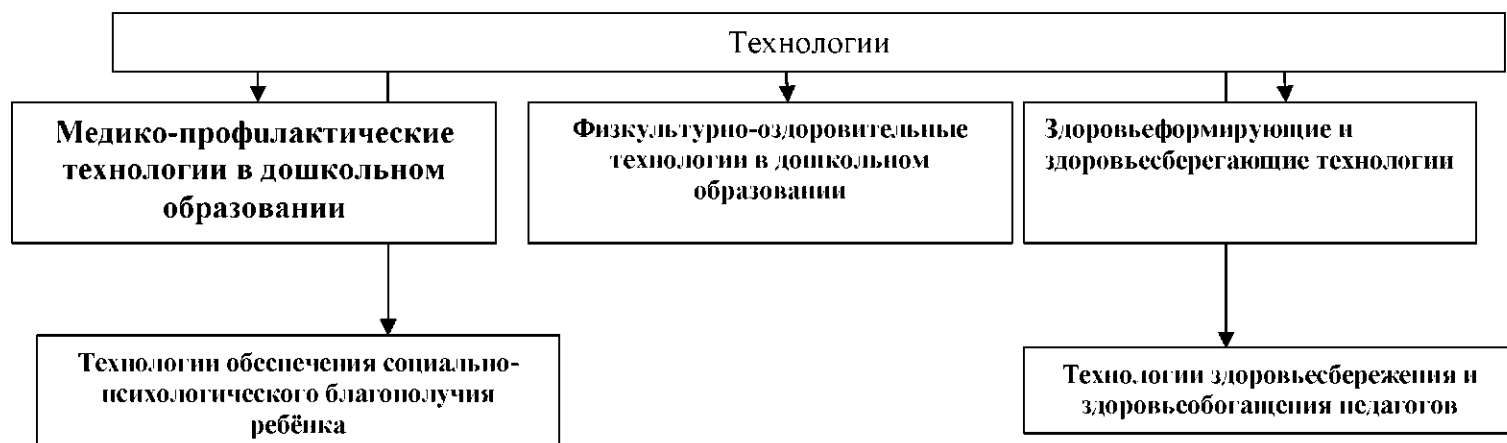 Технологии
Медико-профилактические
технологии в дошкольном
образовании
Физкультурно-оздоровительные
технологии в дошкольном
образовании
Здоровьеформирующие и
здоровьесберегающие технологии
Технологии обеспечения социально-
психологического благополучия
ребёнка
Технологии здоровьесбережения и
здоровьеобогащения педагогов